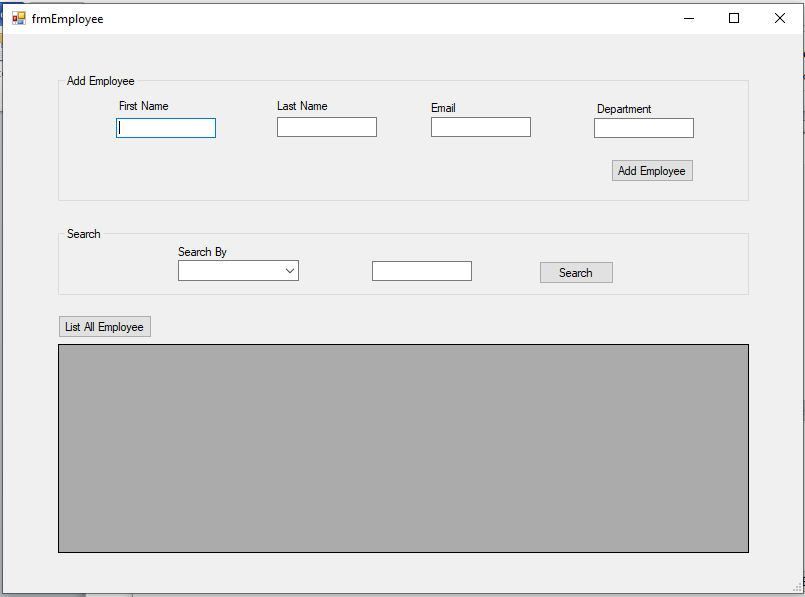 frmEmployee
Add Employee
First Name Last Name Email Department
Add Employee
Search
Search By
Search
List All Employee